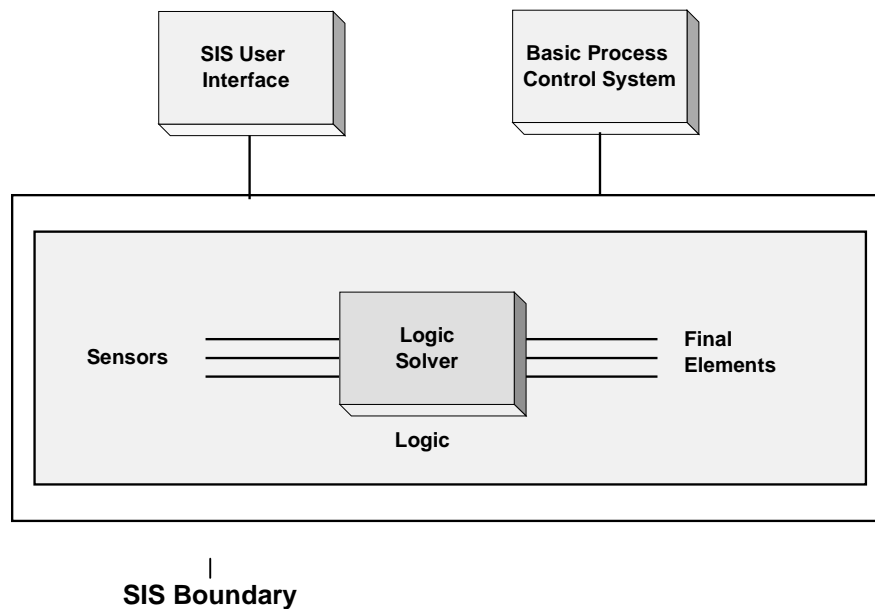 SIS User
Interface
Basic Process
Control System
Sensors
Logic
Solver
Final
Elements
Logic
SIS Boundary